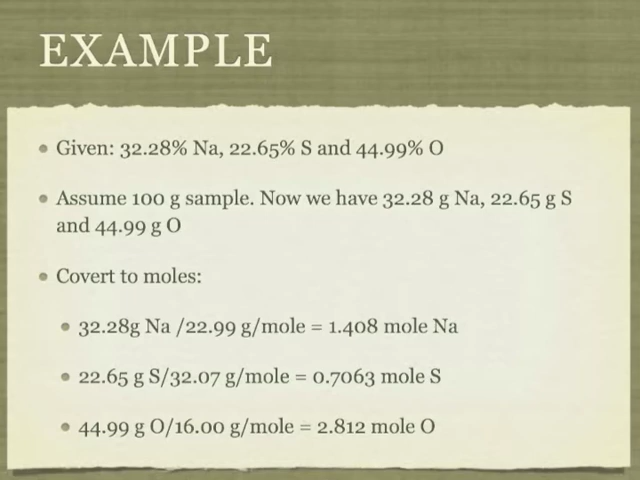 EXAMPLE
Given: 32.28% Na, 22.65% S and 44.99% O
Assume 100 g sample. Now we have 32.28 g Na, 22.65 g S
and 44.99 g O
Covert to moles:
32.28g Na /22.99 g/mole = 1.408 mole Na
22.65 g S/32.07 g/mole = 0.7063 mole S
44.99 g O/16.00 g/mole = 2.812 mole O